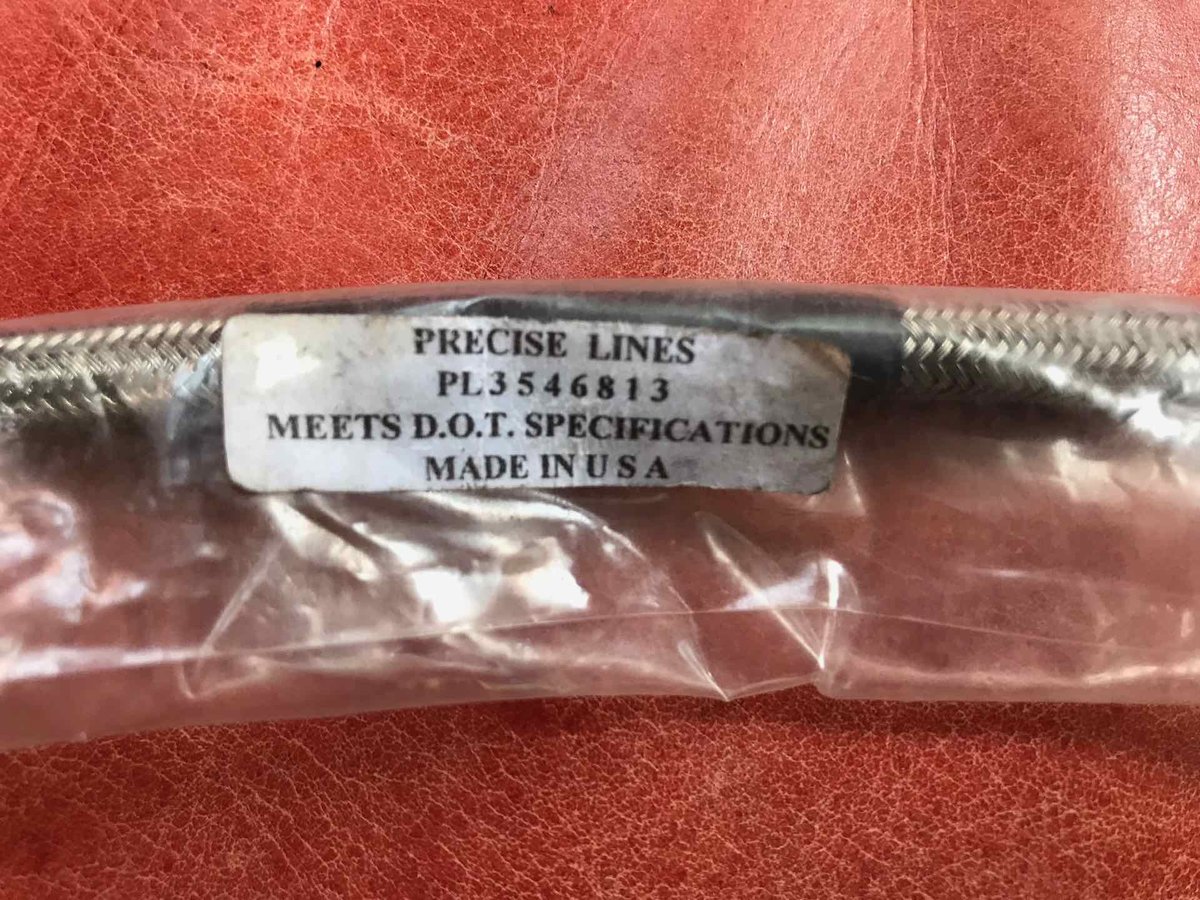 PRECISE LINES
PL3546813
MEETS D.O.T. SPECIFICATIONS
MADE IN U S A